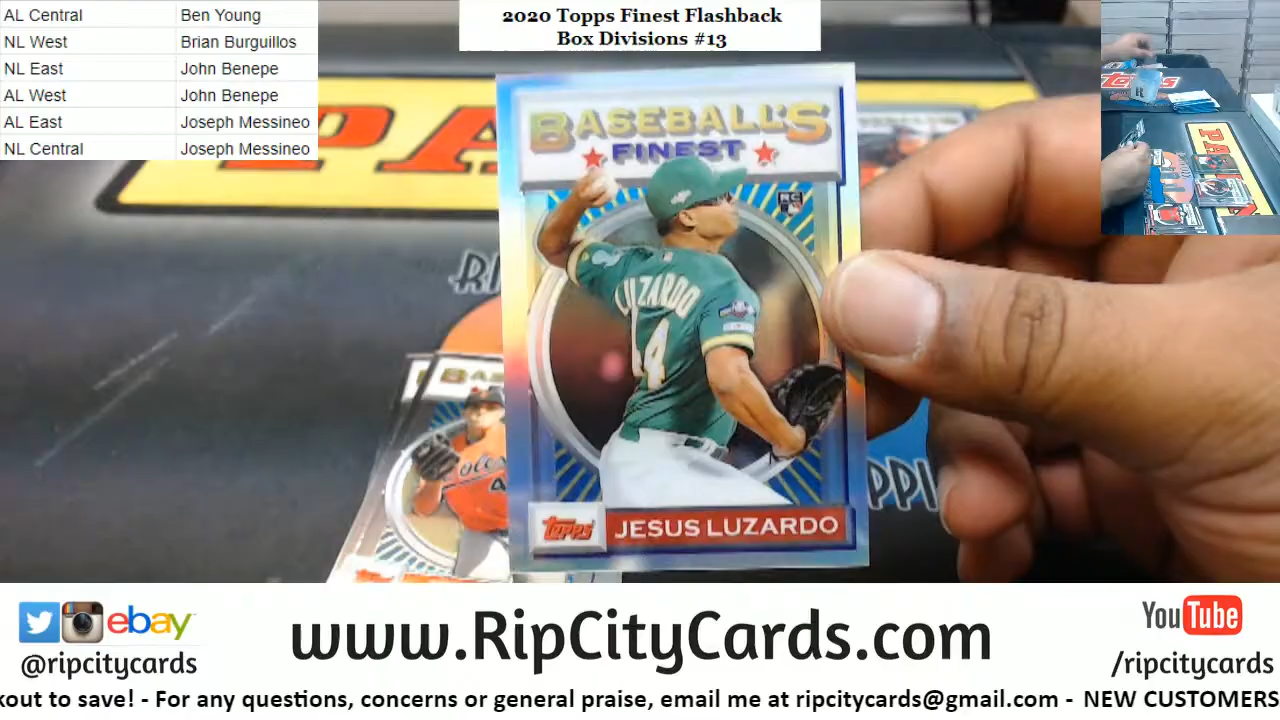 AL Central Ben Young
NL West Brian Burguillos
NL East John Benepe
AL West John Benepe
AL East Joseph Messineo
NL Central Joseph Messineo
2020 Topps Finest Flashback
Box Divisions #13
BASEBALL'S
FINEST
RC
LUZARDO
44
Topps
JESUS LUZARDO
ebay
@ripcitycards
www.RipCityCards.com
YouTube
/ripcitycards
kout to save! - For any questions, concerns or general praise, email me at ripcitycards@gmail.com - NEW CUSTOMERS